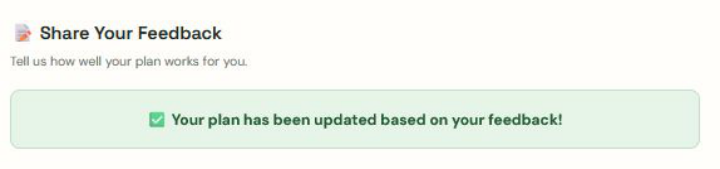 Share Your Feedback
Tell us how well your plan works for you.
Your plan has been updated based on your feedback!